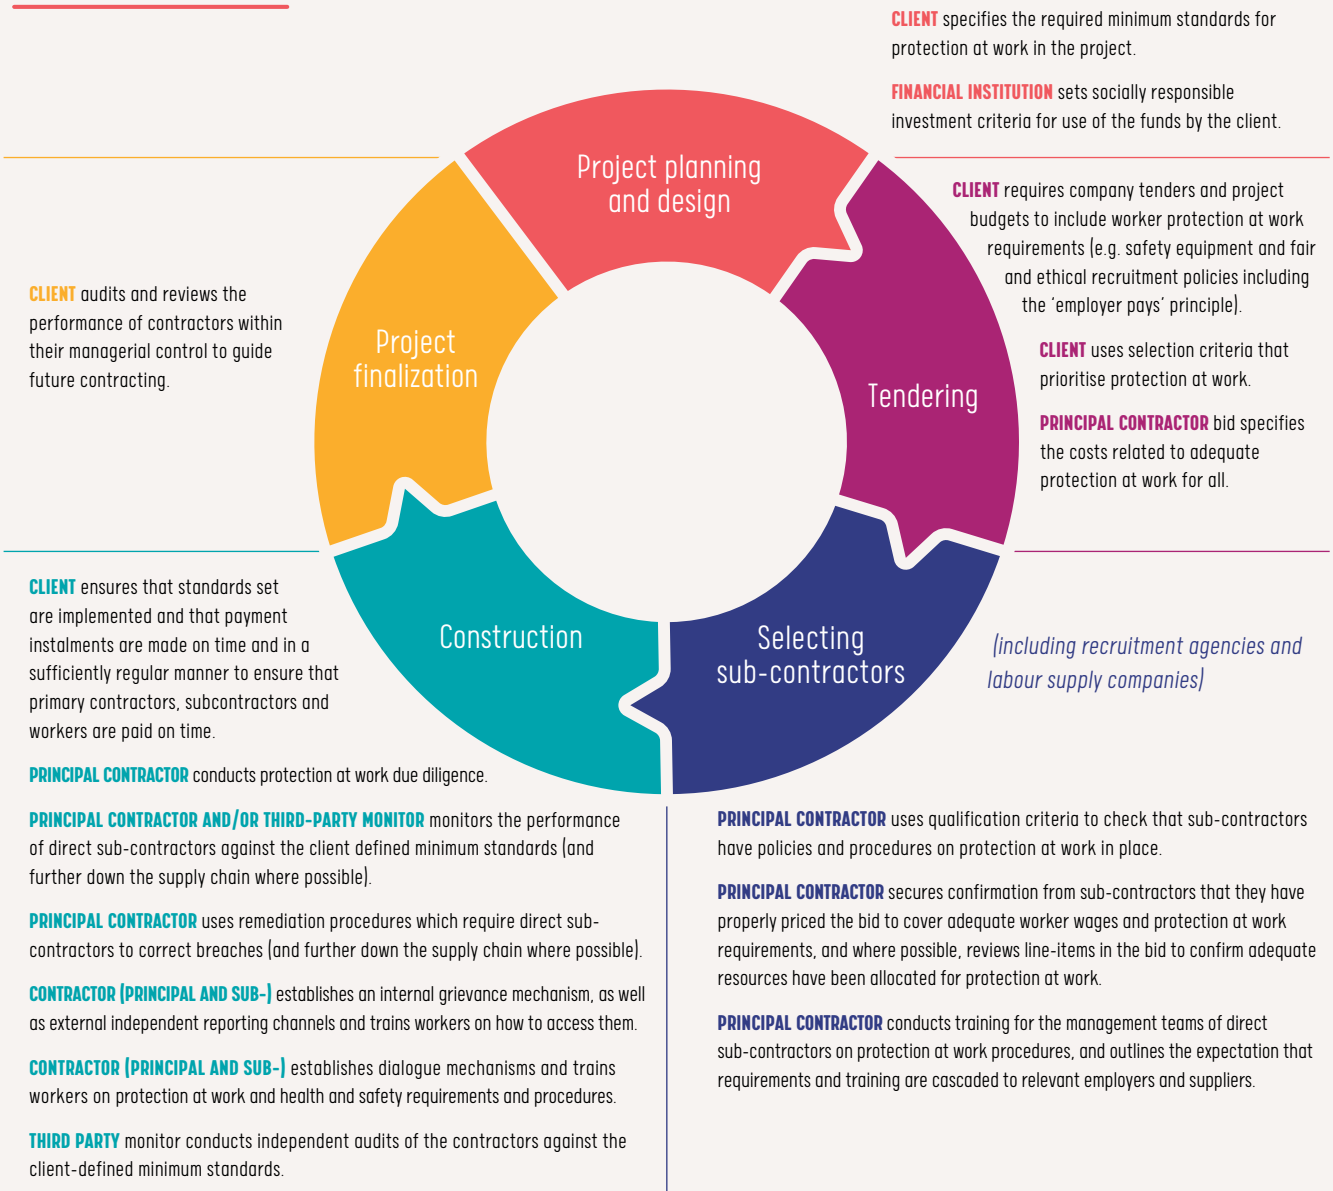 CLIENT specifies the required minimum standards for
protection at work in the project.
FINANCIAL INSTITUTION sets socially responsible
investment criteria for use of the funds by the client.
Project planning
and design
CLIENT requires company tenders and project
budgets to include worker protection at work
requirements (e.g. safety equipment and fair
and ethical recruitment policies including
the ‘employer pays’ principle).
CLIENT uses selection criteria that
prioritise protection at work.
PRINCIPAL CONTRACTOR bid specifies
the costs related to adequate
protection at work for all.
Tendering
Selecting
sub-contractors
(including recruitment agencies and
labour supply companies)
PRINCIPAL CONTRACTOR uses qualification criteria to check that sub-contractors
have policies and procedures on protection at work in place.
PRINCIPAL CONTRACTOR secures confirmation from sub-contractors that they have
properly priced the bid to cover adequate worker wages and protection at work
requirements, and where possible, reviews line-items in the bid to confirm adequate
resources have been allocated for protection at work.
PRINCIPAL CONTRACTOR conducts training for the management teams of direct
sub-contractors on protection at work procedures, and outlines the expectation that
requirements and training are cascaded to relevant employers and suppliers.
Construction
CLIENT ensures that standards set
are implemented and that payment
instalments are made on time and in a
sufficiently regular manner to ensure that
primary contractors, subcontractors and
workers are paid on time.
PRINCIPAL CONTRACTOR conducts protection at work due diligence.
PRINCIPAL CONTRACTOR AND/OR THIRD-PARTY MONITOR monitors the performance
of direct sub-contractors against the client defined minimum standards (and
further down the supply chain where possible).
PRINCIPAL CONTRACTOR uses remediation procedures which require direct sub-
contractors to correct breaches (and further down the supply chain where possible).
CONTRACTOR (PRINCIPAL AND SUB-) establishes an internal grievance mechanism, as well
as external independent reporting channels and trains workers on how to access them.
CONTRACTOR (PRINCIPAL AND SUB-) establishes dialogue mechanisms and trains
workers on protection at work and health and safety requirements and procedures.
THIRD PARTY monitor conducts independent audits of the contractors against the
client-defined minimum standards.
Project
finalization
CLIENT audits and reviews the
performance of contractors within
their managerial control to guide
future contracting.